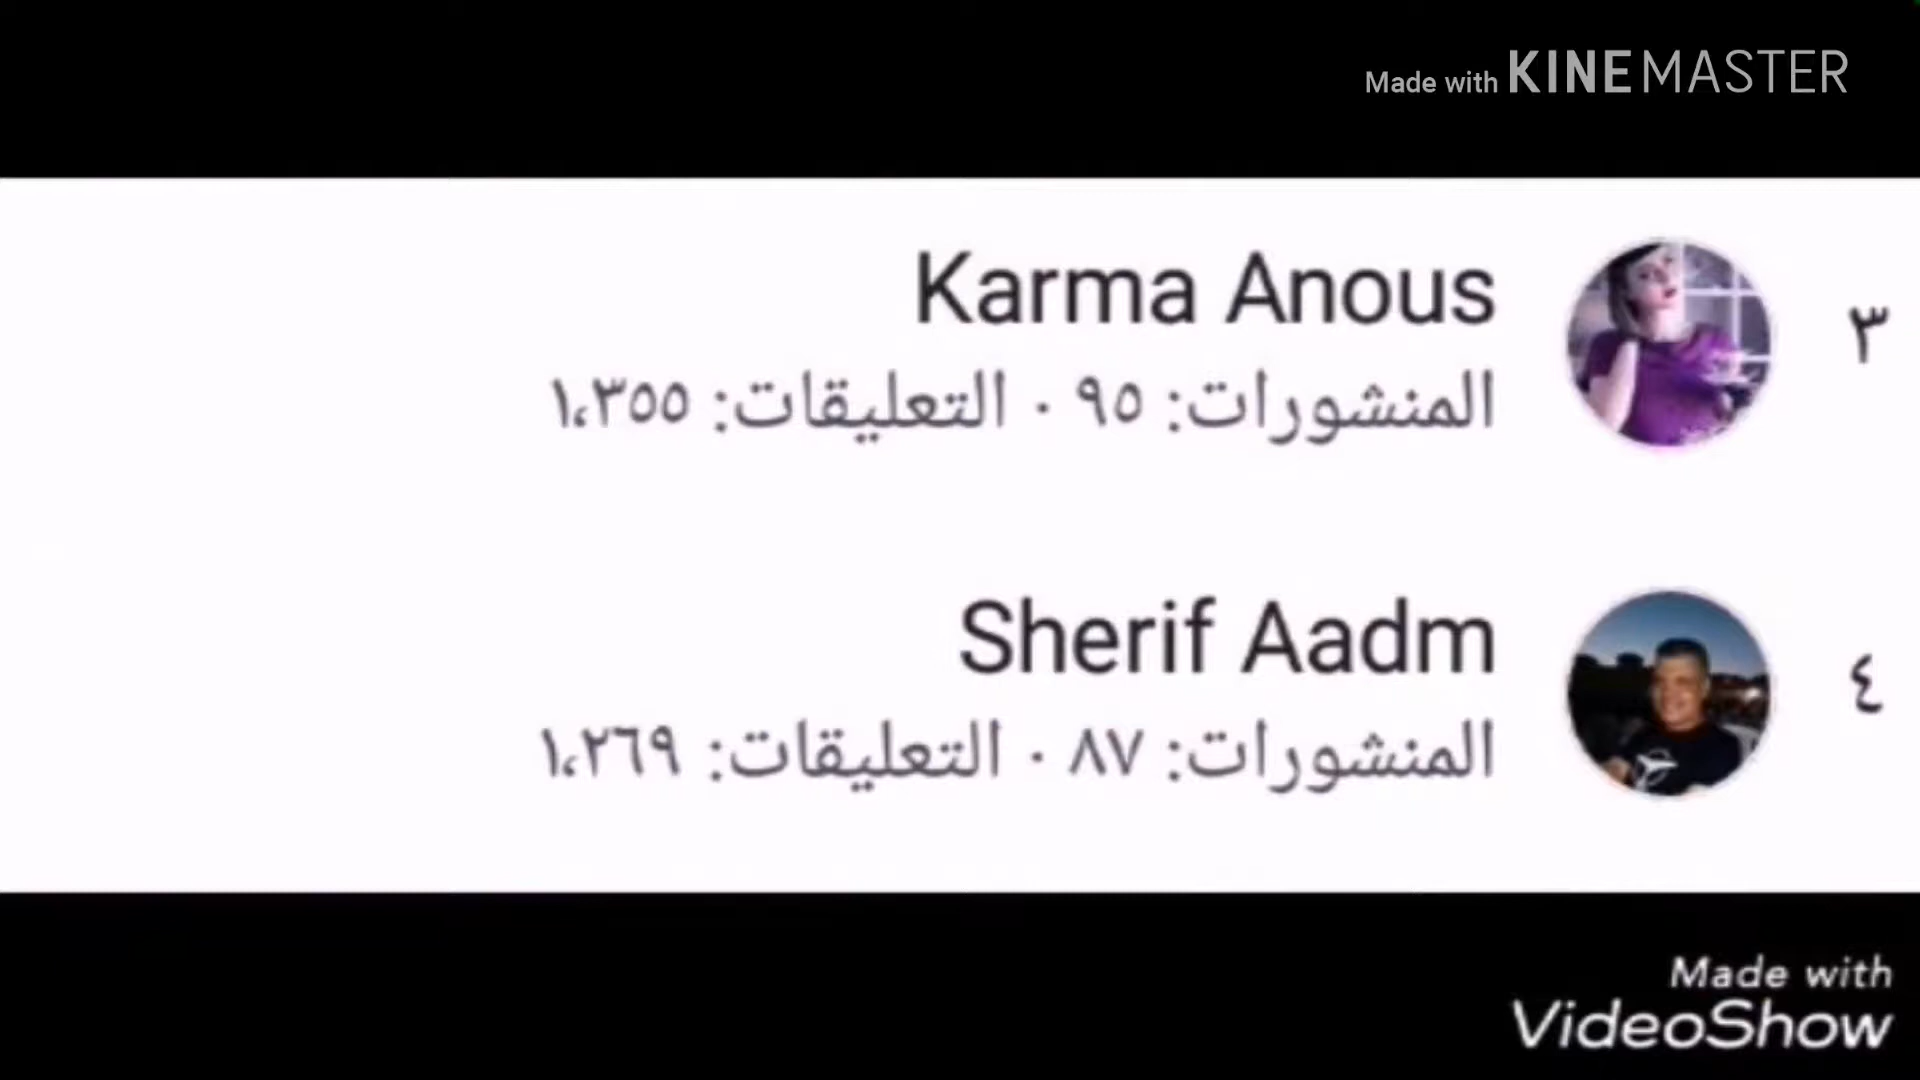 Made with KINEMASTER
٣
Karma Anous
المنشورات: ٩٥ · التعليقات: ١،٣٥٥
٤
Sherif Aadm
المنشورات: ٨٧ · التعليقات: ١،٢٦٩
Made with
VideoShow